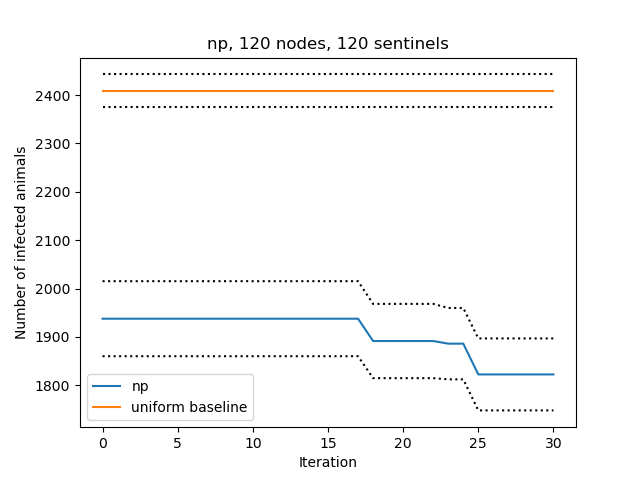 np, 120 nodes, 120 sentinels
Number of infected animals
2400
2300
2200
2100
2000
1900
1800
np
uniform baseline
0 5 10 15 20 25 30
Iteration